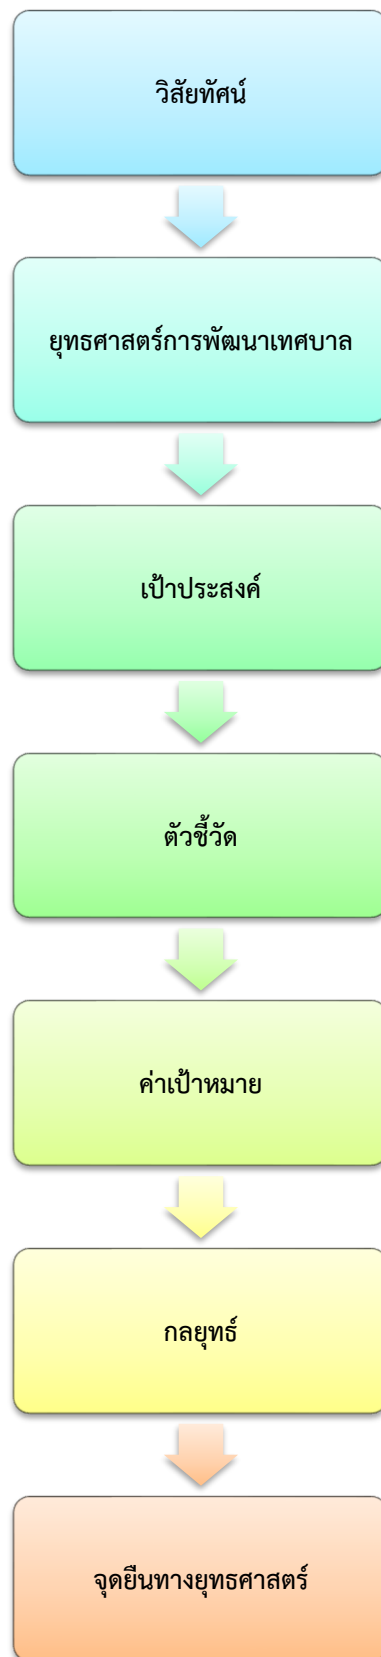 วิสัยทัศน์
ยุทธศาสตร์การพัฒนาเทศบาล
เป้าประสงค์
ตัวชี้วัด
ค่าเป้าหมาย
กลยุทธ์
จุดยืนทางยุทธศาสตร์